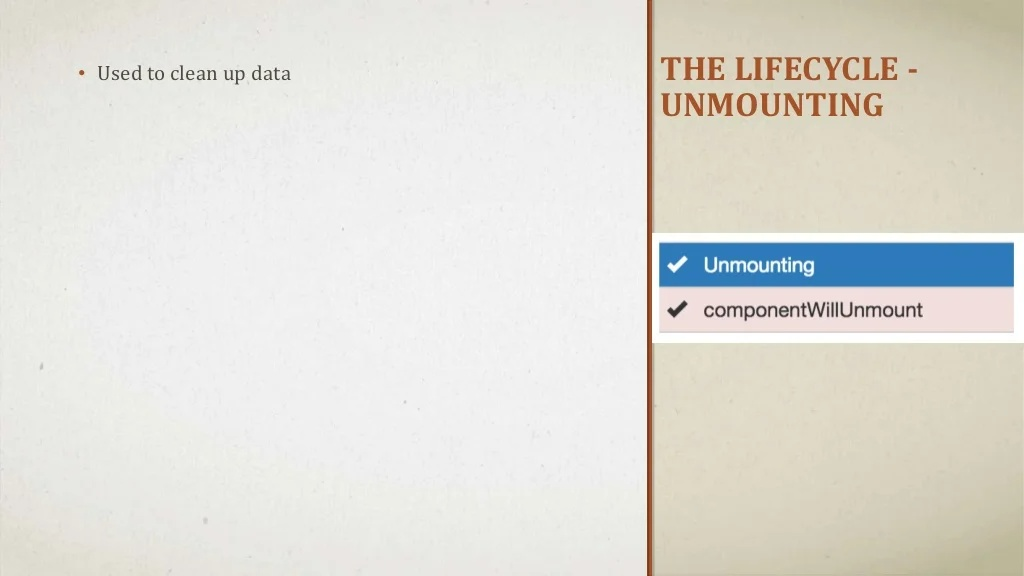 • Used to clean up data
THE LIFECYCLE -
UNMOUNTING
Unmounting
componentWillUnmount